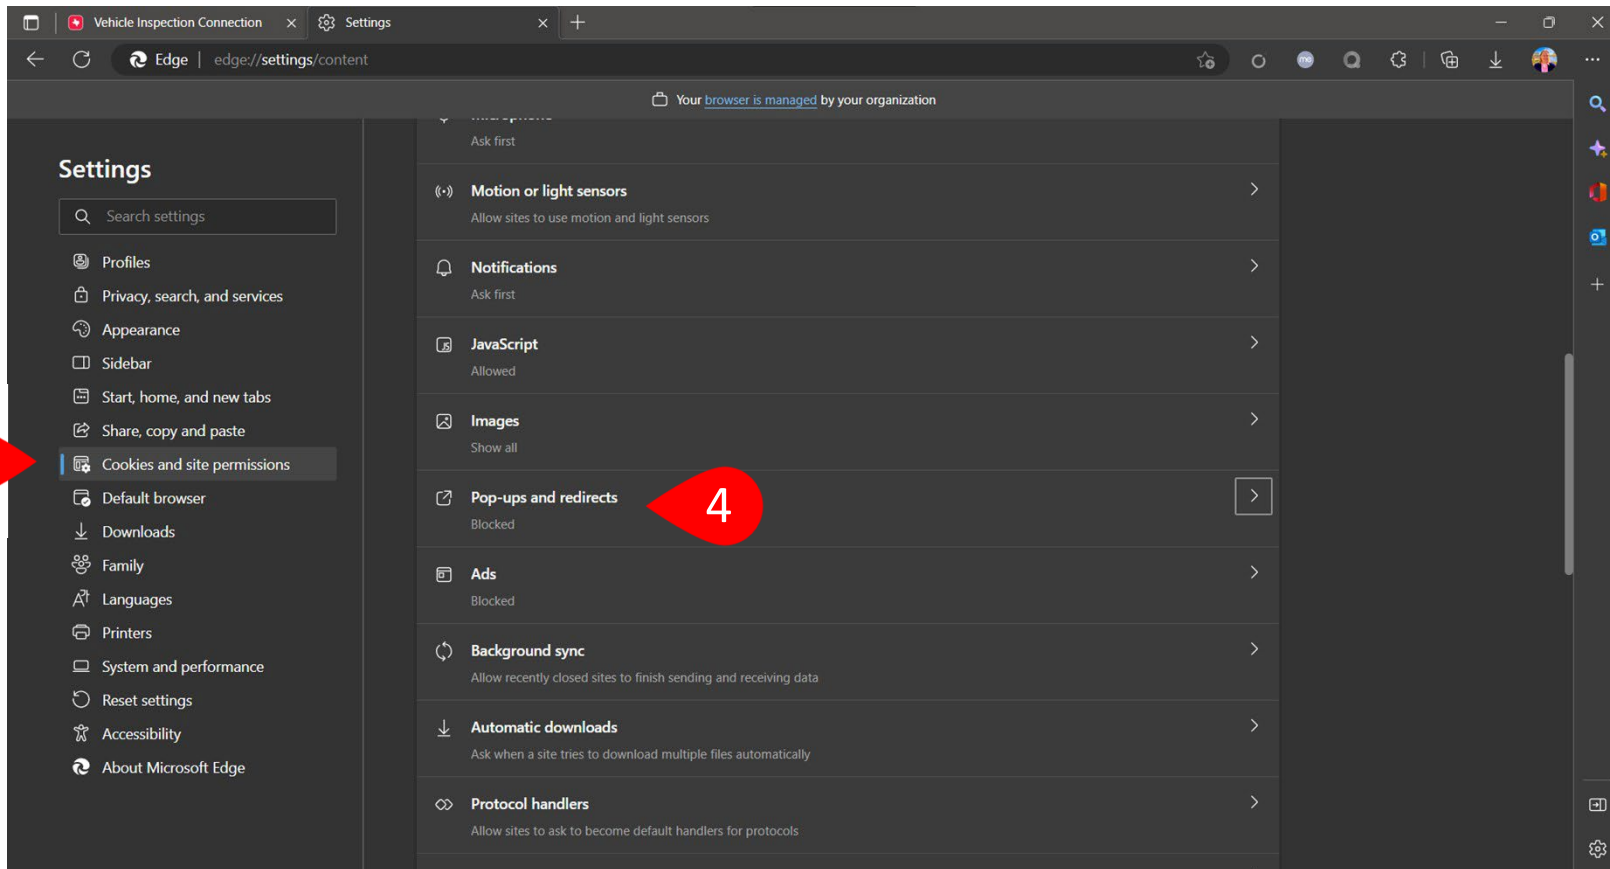 Vehicle Inspection Connection
Settings
Edge | edge://settings/content
Your browser is managed by your organization
Settings
Search settings
Profiles
Privacy, search, and services
Appearance
Sidebar
Start, home, and new tabs
Share, copy and paste
Cookies and site permissions
Default browser
Downloads
Family
Languages
Printers
System and performance
Reset settings
Accessibility
About Microsoft Edge
Ask first
Motion or light sensors
Allow sites to use motion and light sensors
Notifications
Ask first
JavaScript
Allowed
Images
Show all
Pop-ups and redirects
Blocked
4
Ads
Blocked
Background sync
Allow recently closed sites to finish sending and receiving data
Automatic downloads
Ask when a site tries to download multiple files automatically
Protocol handlers
Allow sites to ask to become default handlers for protocols